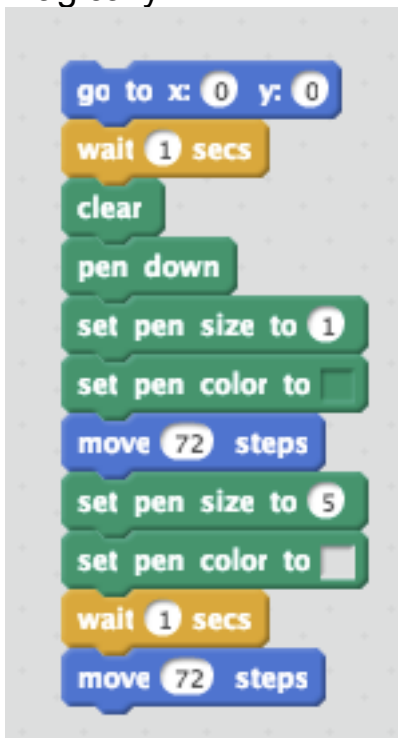 go to x: 0 y: 0
wait 1 secs
clear
pen down
set pen size to 1
set pen color to
move 72 steps
set pen size to 5
set pen color to
wait 1 secs
move 72 steps